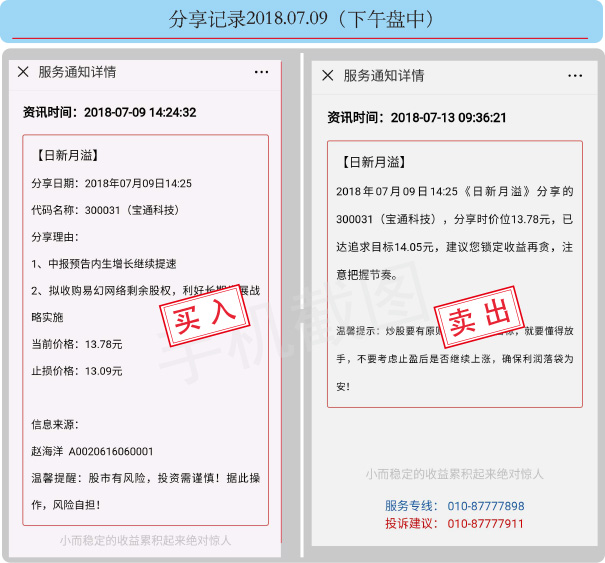 分享记录2018.07.09（下午盘中）
服务通知详情
资讯时间：2018-07-09 14:24:32
【日新月溢】
分享日期：2018年07月09日14:25
代码名称：300031（宝通科技）
分享理由：
1、中报预告内生增长继续提速
2、拟收购易幻网络剩余股权，利好长期 展战
略实施
当前价格：13.78元
止损价格：13.09元
信息来源：
赵海洋 A0020616060001
温馨提醒：股市有风险，投资需谨慎！据此操
作，风险自担！
小而稳定的收益累积起来绝对惊人
买入
服务通知详情
资讯时间：2018-07-13 09:36:21
【日新月溢】
2018年07月09日14:25《日新月溢》分享的
300031（宝通科技），分享时价位13.78元，已
达追求目标14.05元，建议您锁定收益再贪，注
意把握节奏。
温馨提示：炒股要有原则 ，就要懂得放
手，不要考虑止盈后是否继续上涨，确保利润落袋为
安！
卖出
小而稳定的收益累积起来绝对惊人
服务专线： 010-87777898
投诉建议： 010-87777911
手机截图